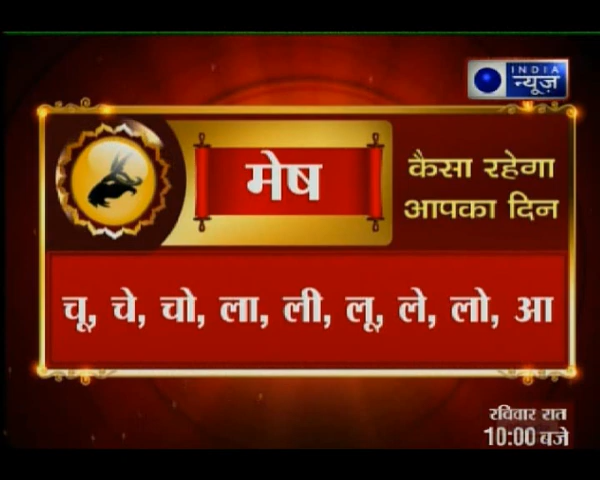 INDIA
न्यूज़
मेष
कैसा रहेगा
आपका दिन
चू, चे, चो, ला, ली, लू, ले, लो, आ
रविवार रात
10:00 बजे